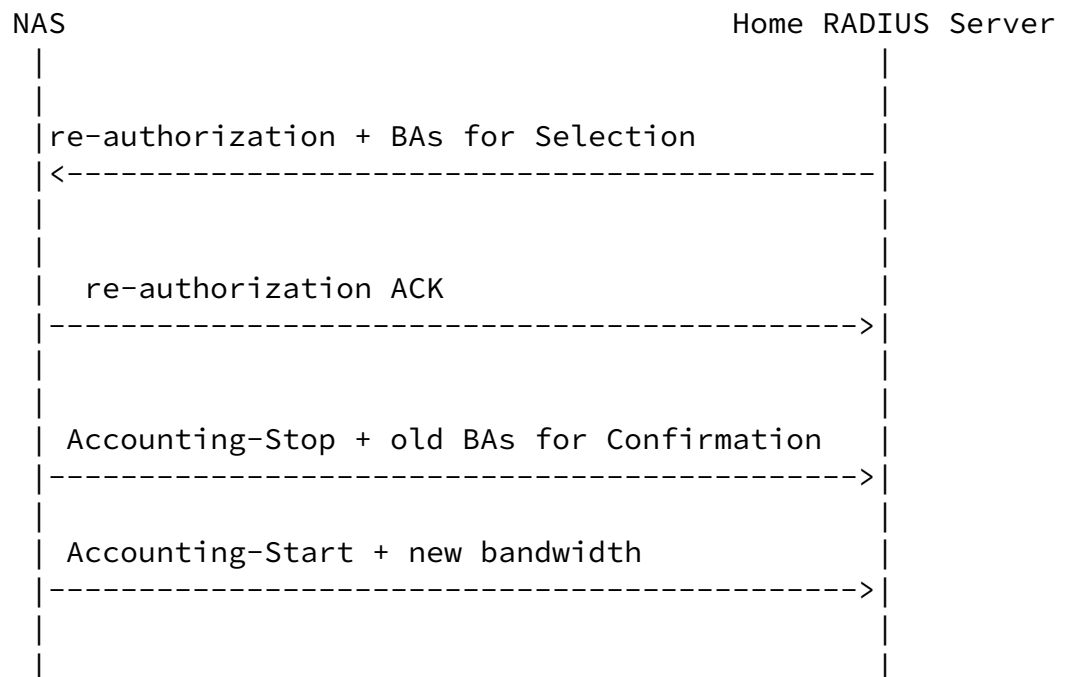 NAS Home RADIUS Server
re-authorization + BAs for Selection
re-authorization ACK
Accounting-Stop + old BAs for Confirmation
Accounting-Start + new bandwidth